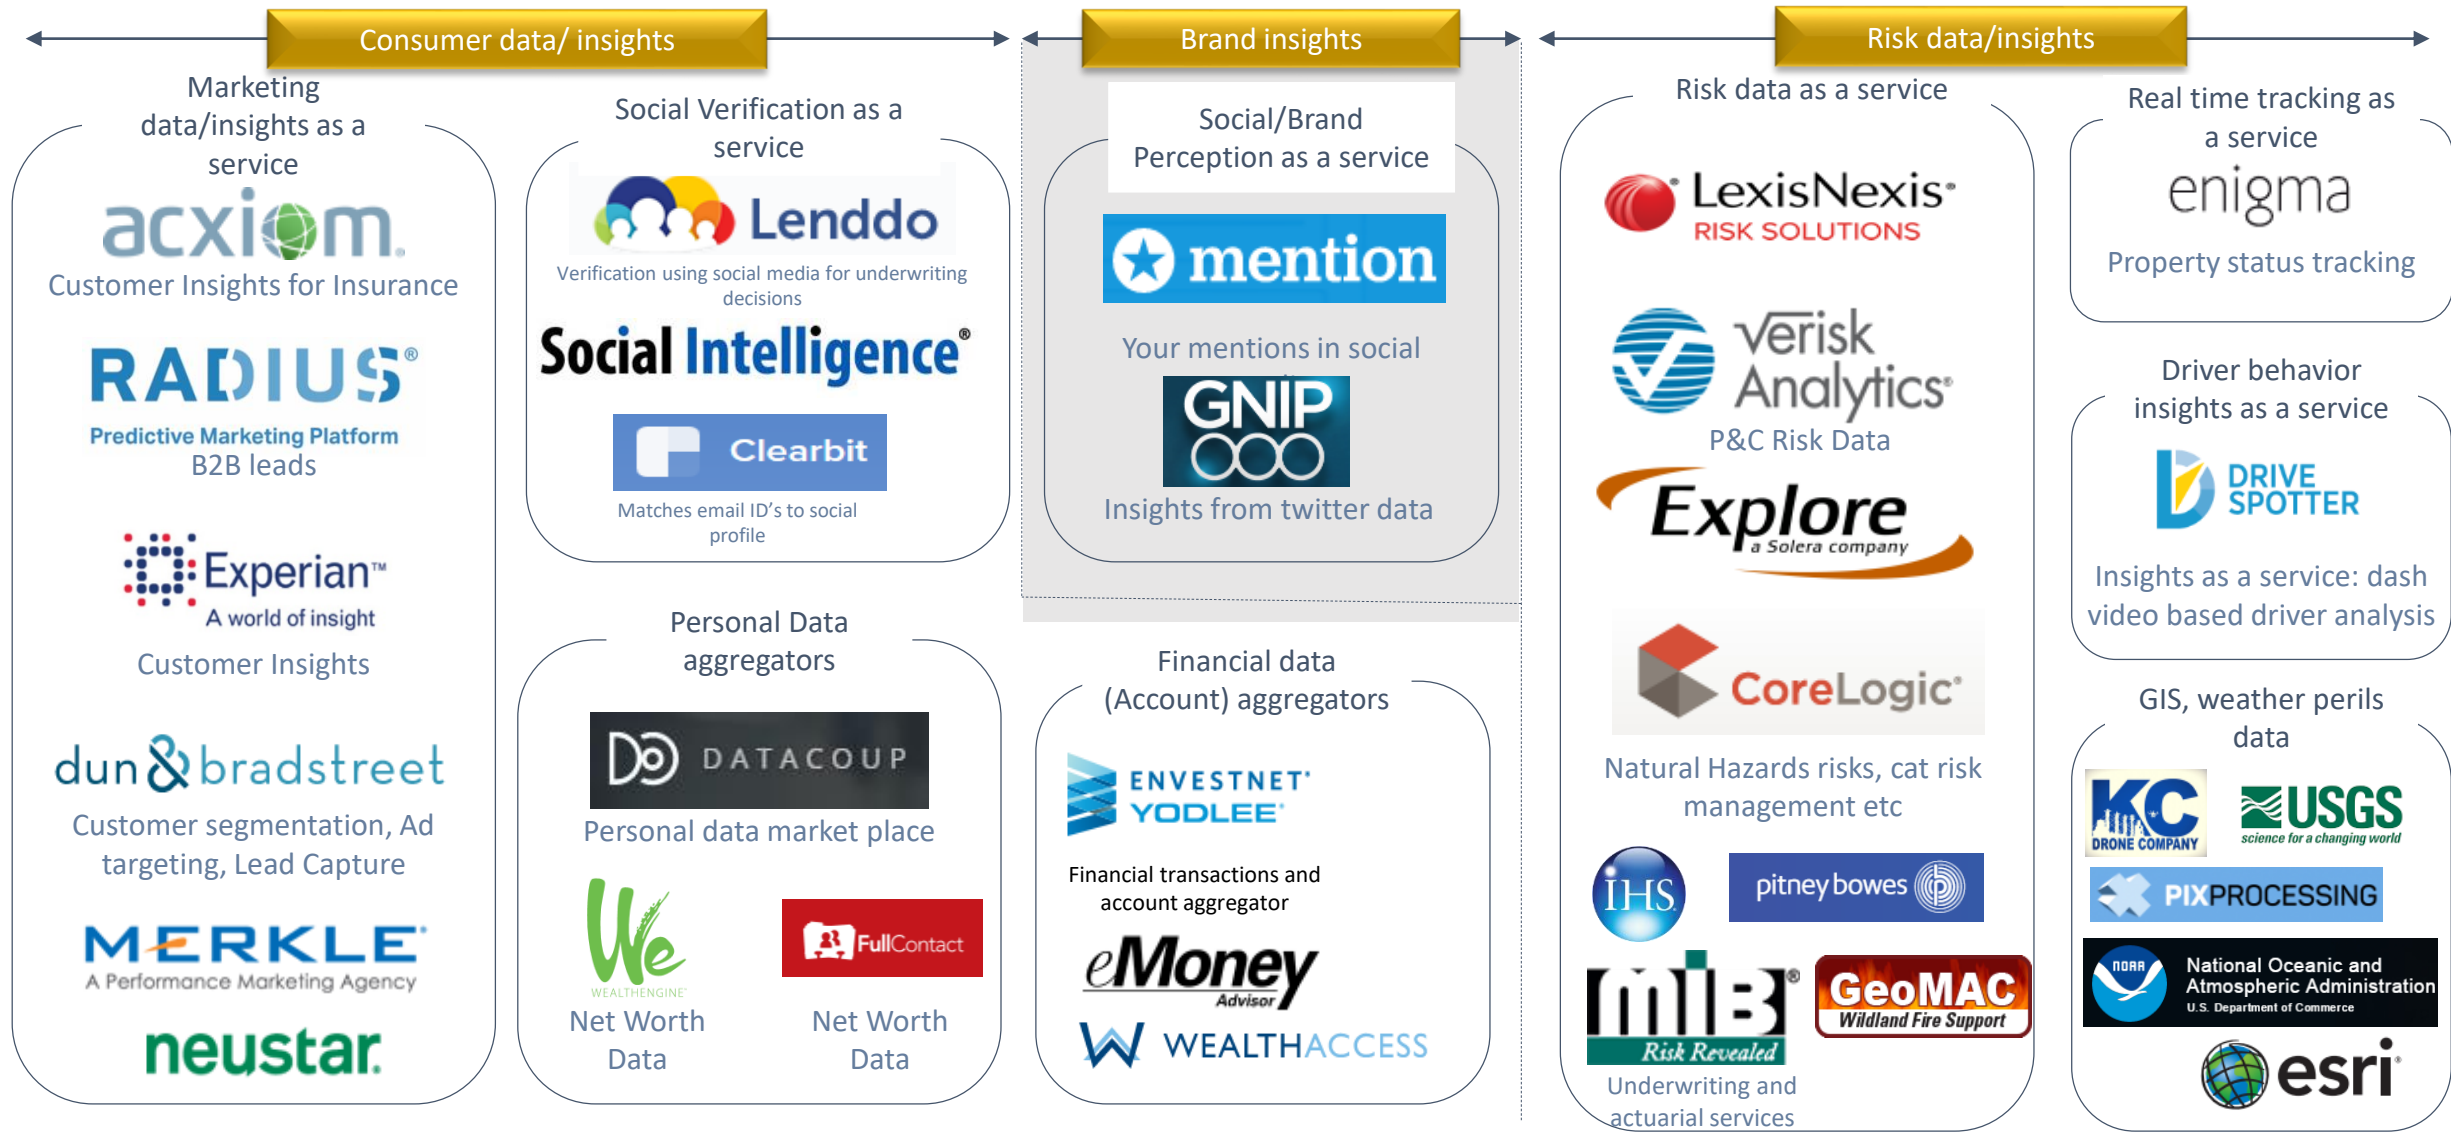 Consumer data/ insights
Brand insights
Risk data/insights
Marketing
data/insights as a
service
acxiom.
Customer Insights for Insurance
RADIUS®
Predictive Marketing Platform
B2B leads
Experian™
A world of insight
Customer Insights
dun & bradstreet
Customer segmentation, Ad
targeting, Lead Capture
MERKLE
A Performance Marketing Agency
neustar.
Social Verification as a
service
Lenddo
Verification using social media for underwriting
decisions
Social Intelligence®
Clearbit
Matches email ID's to social
profile
Personal Data
aggregators
DATACOUP
Personal data market place
We
WEALTHENGINE
Net Worth
Data
FullContact
Net Worth
Data
Social/Brand
Perception as a service
mention
Your mentions in social
GNIP
Insights from twitter data
Financial data
(Account) aggregators
ENVESTNET
YODLEE
Financial transactions and
account aggregator
eMoney
Advisor
WEALTHACCESS
Risk data as a service
LexisNexis
RISK SOLUTIONS
Verisk
Analytics
P&C Risk Data
Explore
a Solera company
CoreLogic
Natural Hazards risks, cat risk
management etc
IHS
pitney bowes
MIB®
Risk Revealed
GeoMAC
Wildland Fire Support
Underwriting and
actuarial services
Real time tracking as
a service
enigma
Property status tracking
Driver behavior
insights as a service
DRIVE
SPOTTER
Insights as a service: dash
video based driver analysis
GIS, weather perils
data
KC
DRONE COMPANY
USGS
science for a changing world
PIXPROCESSING
NOAA
National Oceanic and
Atmospheric Administration
U.S. Department of Commerce
esri